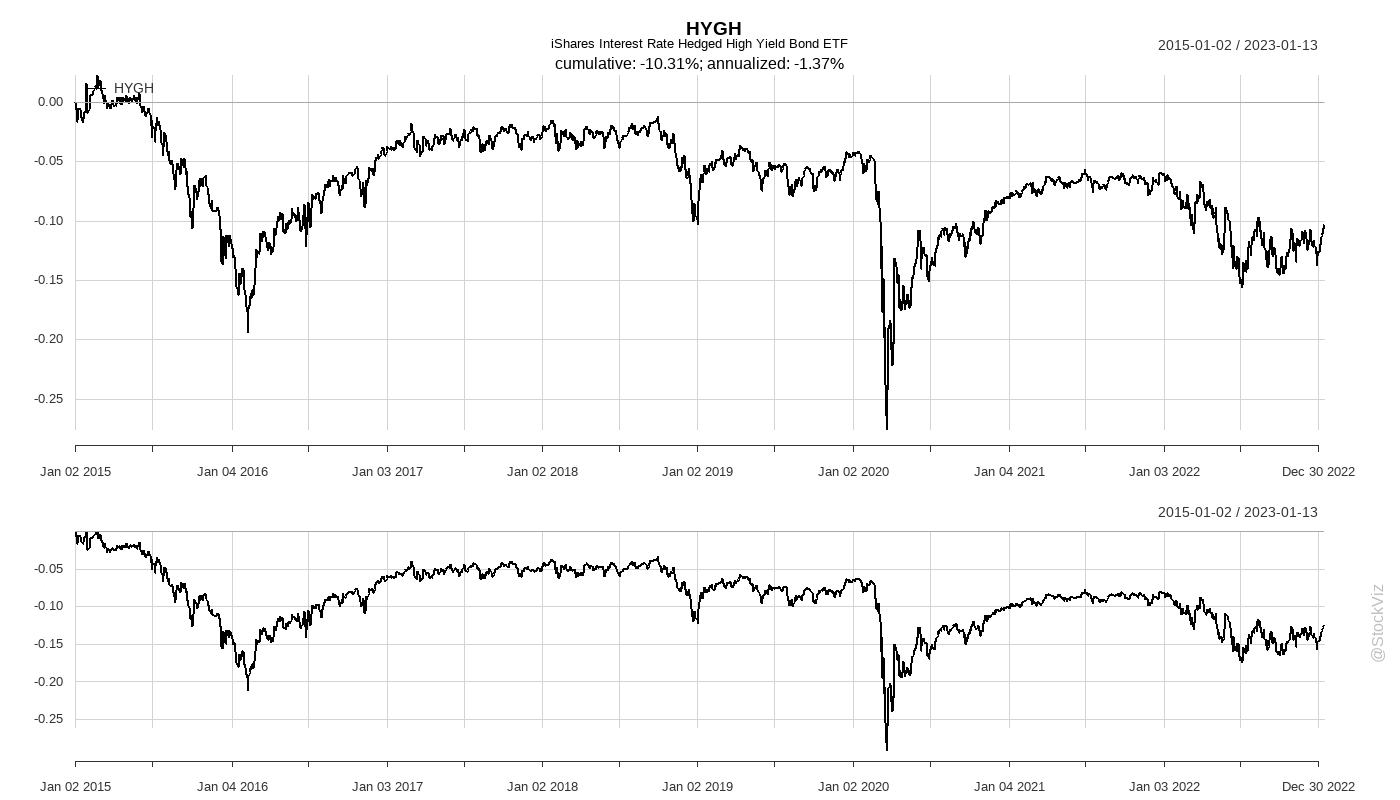 HYGH
iShares Interest Rate Hedged High Yield Bond ETF
2015-01-02 / 2023-01-13
cumulative: -10.31%; annualized: -1.37%
HYGH
0.00
-0.05
-0.10
-0.15
-0.20
-0.25
Jan 02 2015 Jan 04 2016 Jan 03 2017 Jan 02 2018 Jan 02 2019 Jan 02 2020 Jan 04 2021 Jan 03 2022 Dec 30 2022
2015-01-02 / 2023-01-13
-0.05
-0.10
-0.15
-0.20
-0.25
Jan 02 2015 Jan 04 2016 Jan 03 2017 Jan 02 2018 Jan 02 2019 Jan 02 2020 Jan 04 2021 Jan 03 2022 Dec 30 2022
@StockViz